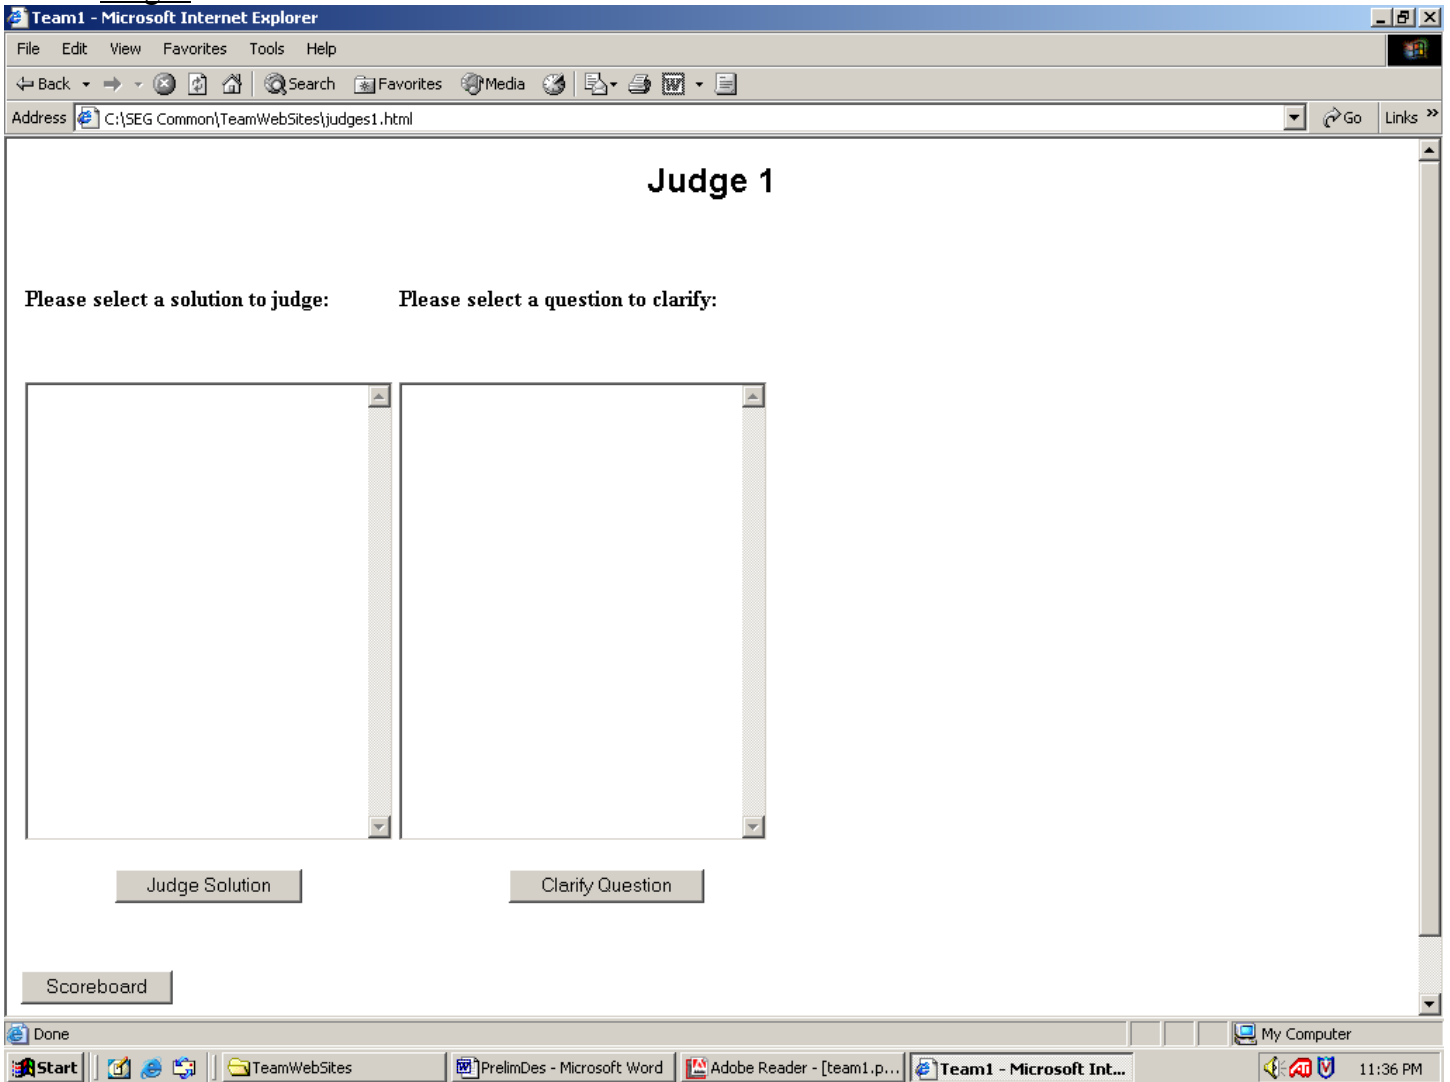 Team1 - Microsoft Internet Explorer
File Edit View Favorites Tools Help
Back Search Favorites Media
Address C:\SEG Common\TeamWebSites\judges1.html Go Links »
Judge 1
Please select a solution to judge: Please select a question to clarify:
Judge Solution Clarify Question
Scoreboard
Done My Computer
Start TeamWebSites PrelimDes - Microsoft Word Adobe Reader - [team1.p... Team1 - Microsoft Int... 11:36 PM